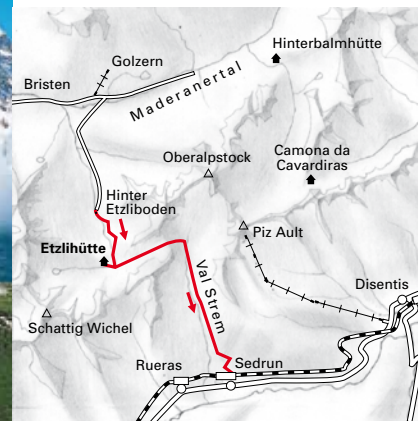 Golzern
Hinterbalmhütte
Bristen
Maderanertal
Oberalpstock
Camona da
Cavardiras
Hinter
Etzliboden
Piz Ault
Etzlihütte
Val Strem
Disentis
Schattig Wichel
Rueras
Sedrun